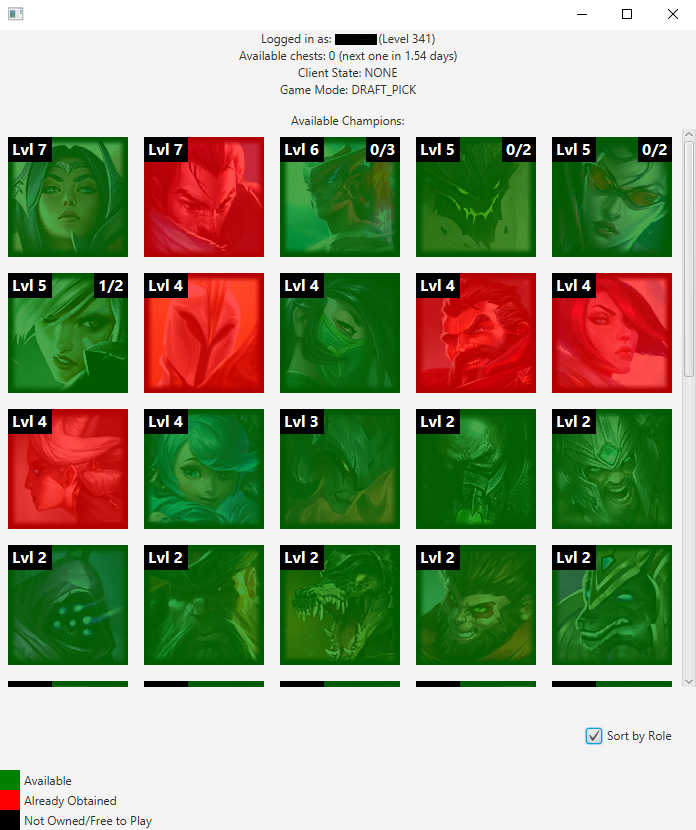 Logged in as: (Level 341)
Available chests: 0 (next one in 1.54 days)
Client State: NONE
Game Mode: DRAFT_PICK
Available Champions:
Lvl 7
Lvl 7
Lvl 6 0/3
Lvl 5 0/2
Lvl 5 0/2
Lvl 5 1/2
Lvl 4
Lvl 4
Lvl 4
Lvl 4
Lvl 4
Lvl 4
Lvl 3
Lvl 2
Lvl 2
Lvl 2
Lvl 2
Lvl 2
Lvl 2
Lvl 2
Sort by Role
Available
Already Obtained
Not Owned/Free to Play